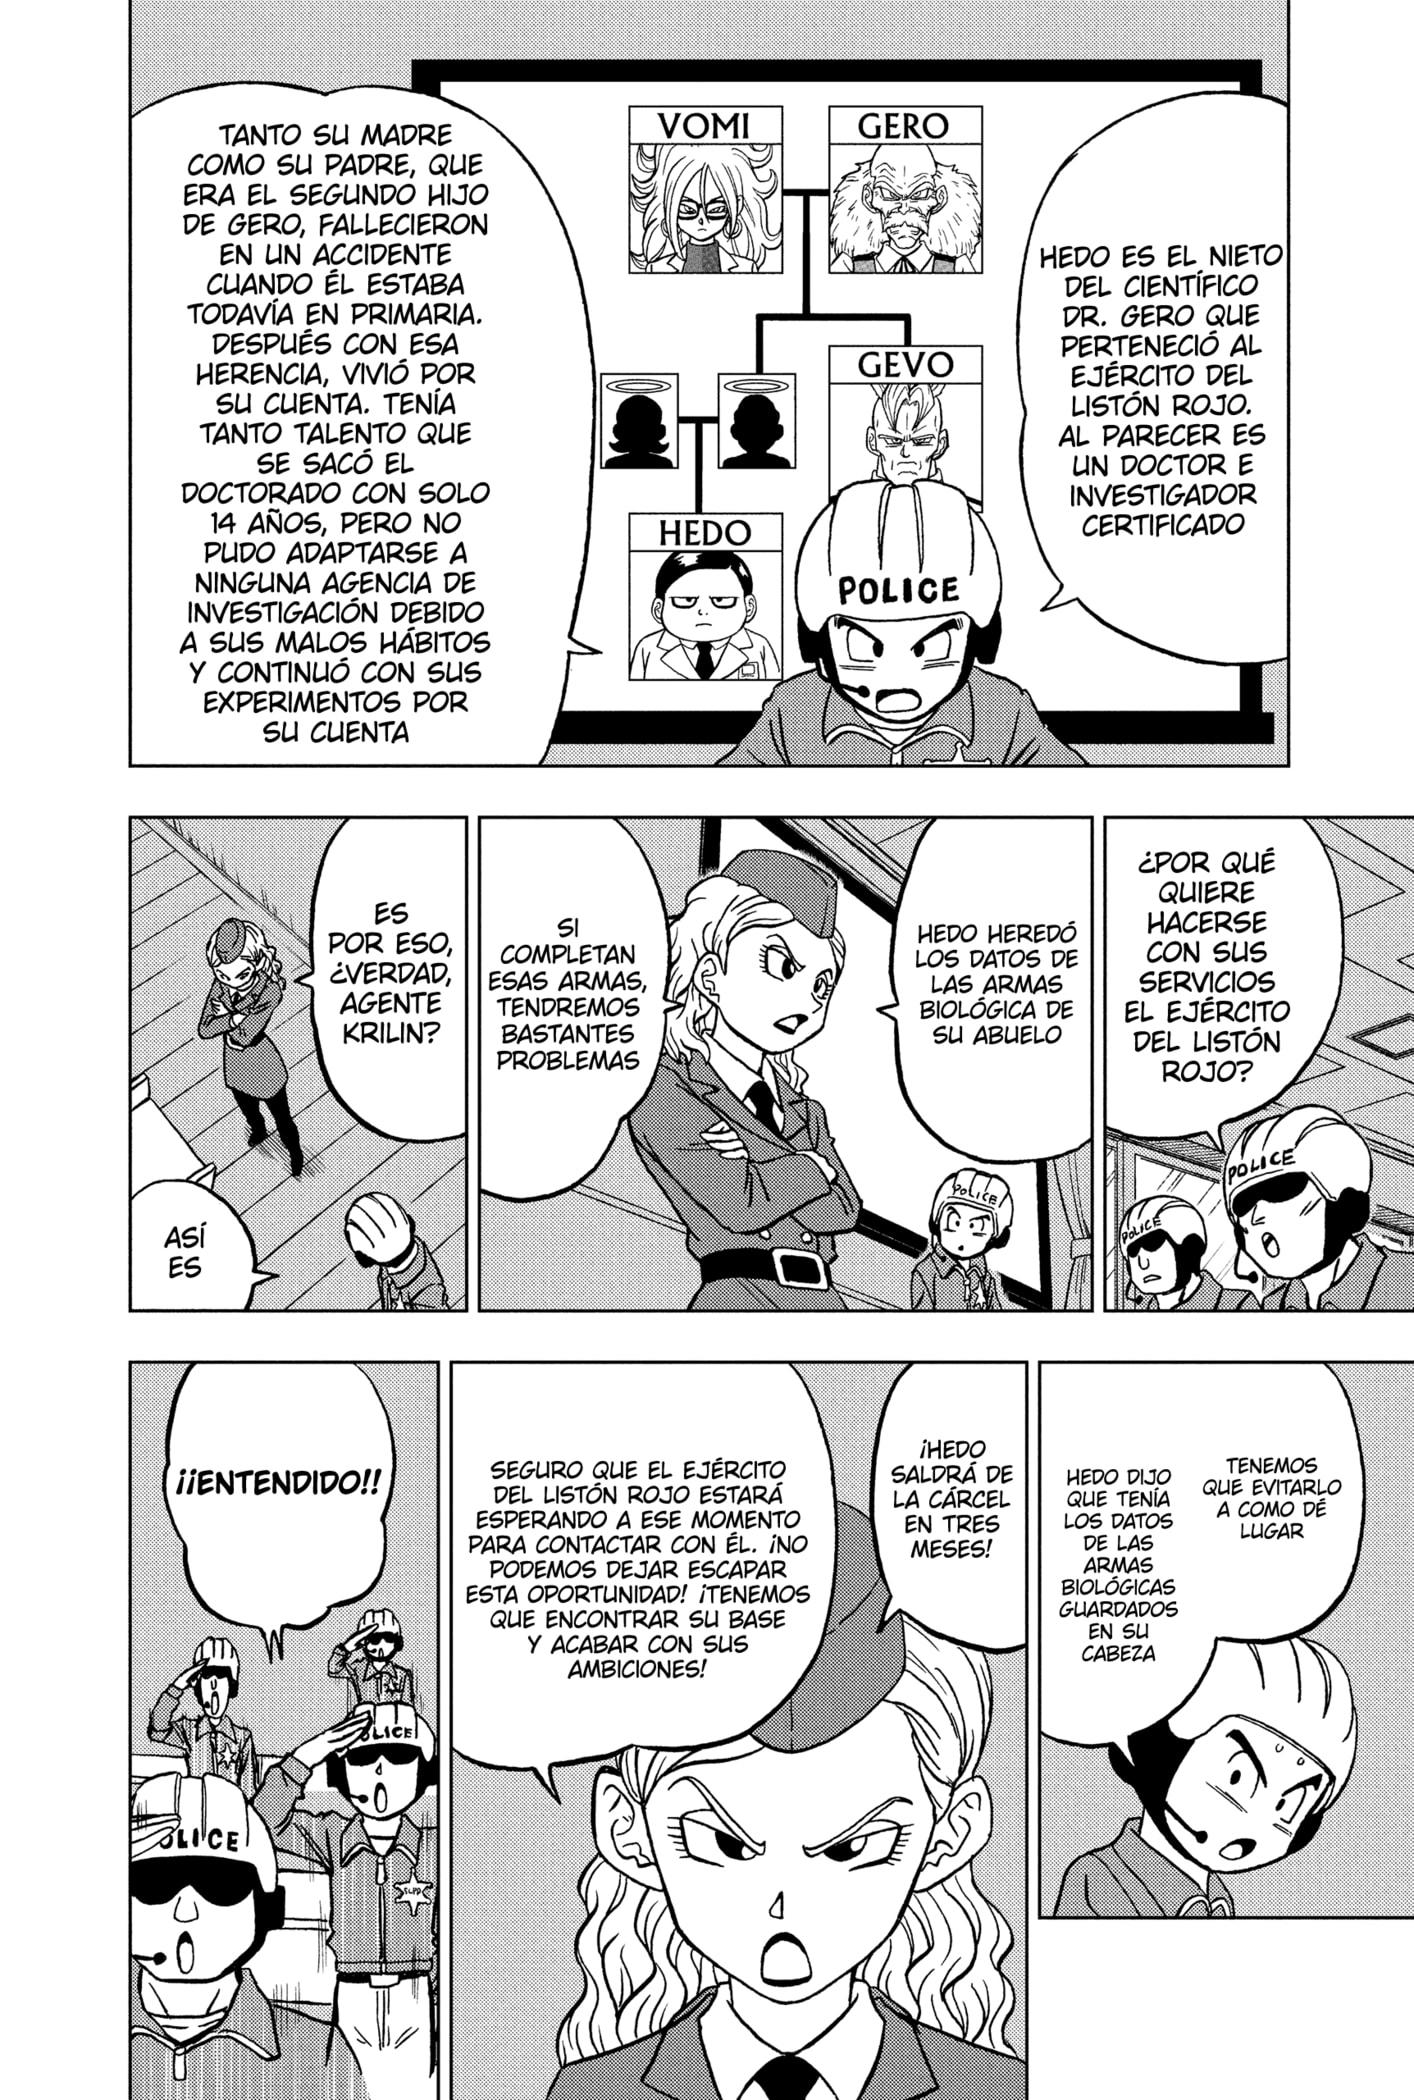 HEDO ES EL NIETO
DEL CIENTÍFICO
DR. GERO QUE
PERTENECIÓ AL
EJÉRCITO DEL
LISTÓN ROJO.
AL PARECER ES
UN DOCTOR E
INVESTIGADOR
CERTIFICADO
VOMI
GERO
GEVO
HEDO
POLICE
TANTO SU MADRE
COMO SU PADRE, QUE
ERA EL SEGUNDO HIJO
DE GERO, FALLECIERON
EN UN ACCIDENTE
CUANDO ÉL ESTABA
TODAVÍA EN PRIMARIA.
DESPUÉS CON ESA
HERENCIA, VIVIÓ POR
SU CUENTA. TENÍA
TANTO TALENTO QUE
SE SACÓ EL
DOCTORADO CON SOLO
14 AÑOS, PERO NO
PUDO ADAPTARSE A
NINGUNA AGENCIA DE
INVESTIGACIÓN DEBIDO
A SUS MALOS HÁBITOS
Y CONTINUÓ CON SUS
EXPERIMENTOS POR
SU CUENTA
¿POR QUÉ
QUIERE
HACERSE
CON SUS
SERVICIOS
EL EJÉRCITO
DEL LISTÓN
ROJO?
POLICE
POLICE
HEDO HEREDÓ
LOS DATOS DE
LAS ARMAS
BIOLÓGICA DE
SU ABUELO
POLICE
SI
COMPLETAN
ESAS ARMAS,
TENDREMOS
BASTANTES
PROBLEMAS
ES
POR ESO,
¿VERDAD,
AGENTE
KRILIN?
ASÍ
ES
TENEMOS
QUE EVITARLO
A COMO DÉ
LUGAR
HEDO DIJO
QUE TENÍA
LOS DATOS
DE LAS
ARMAS
BIOLÓGICAS
GUARDADOS
EN SU
CABEZA
¡HEDO
SALDRÁ DE
LA CÁRCEL
EN TRES
MESES!
SEGURO QUE EL EJÉRCITO
DEL LISTÓN ROJO ESTARÁ
ESPERANDO A ESE MOMENTO
PARA CONTACTAR CON ÉL. ¡NO
PODEMOS DEJAR ESCAPAR
ESTA OPORTUNIDAD! ¡TENEMOS
QUE ENCONTRAR SU BASE
Y ACABAR CON SUS
AMBICIONES!
¡¡ENTENDIDO!!
OLICE
OLICE